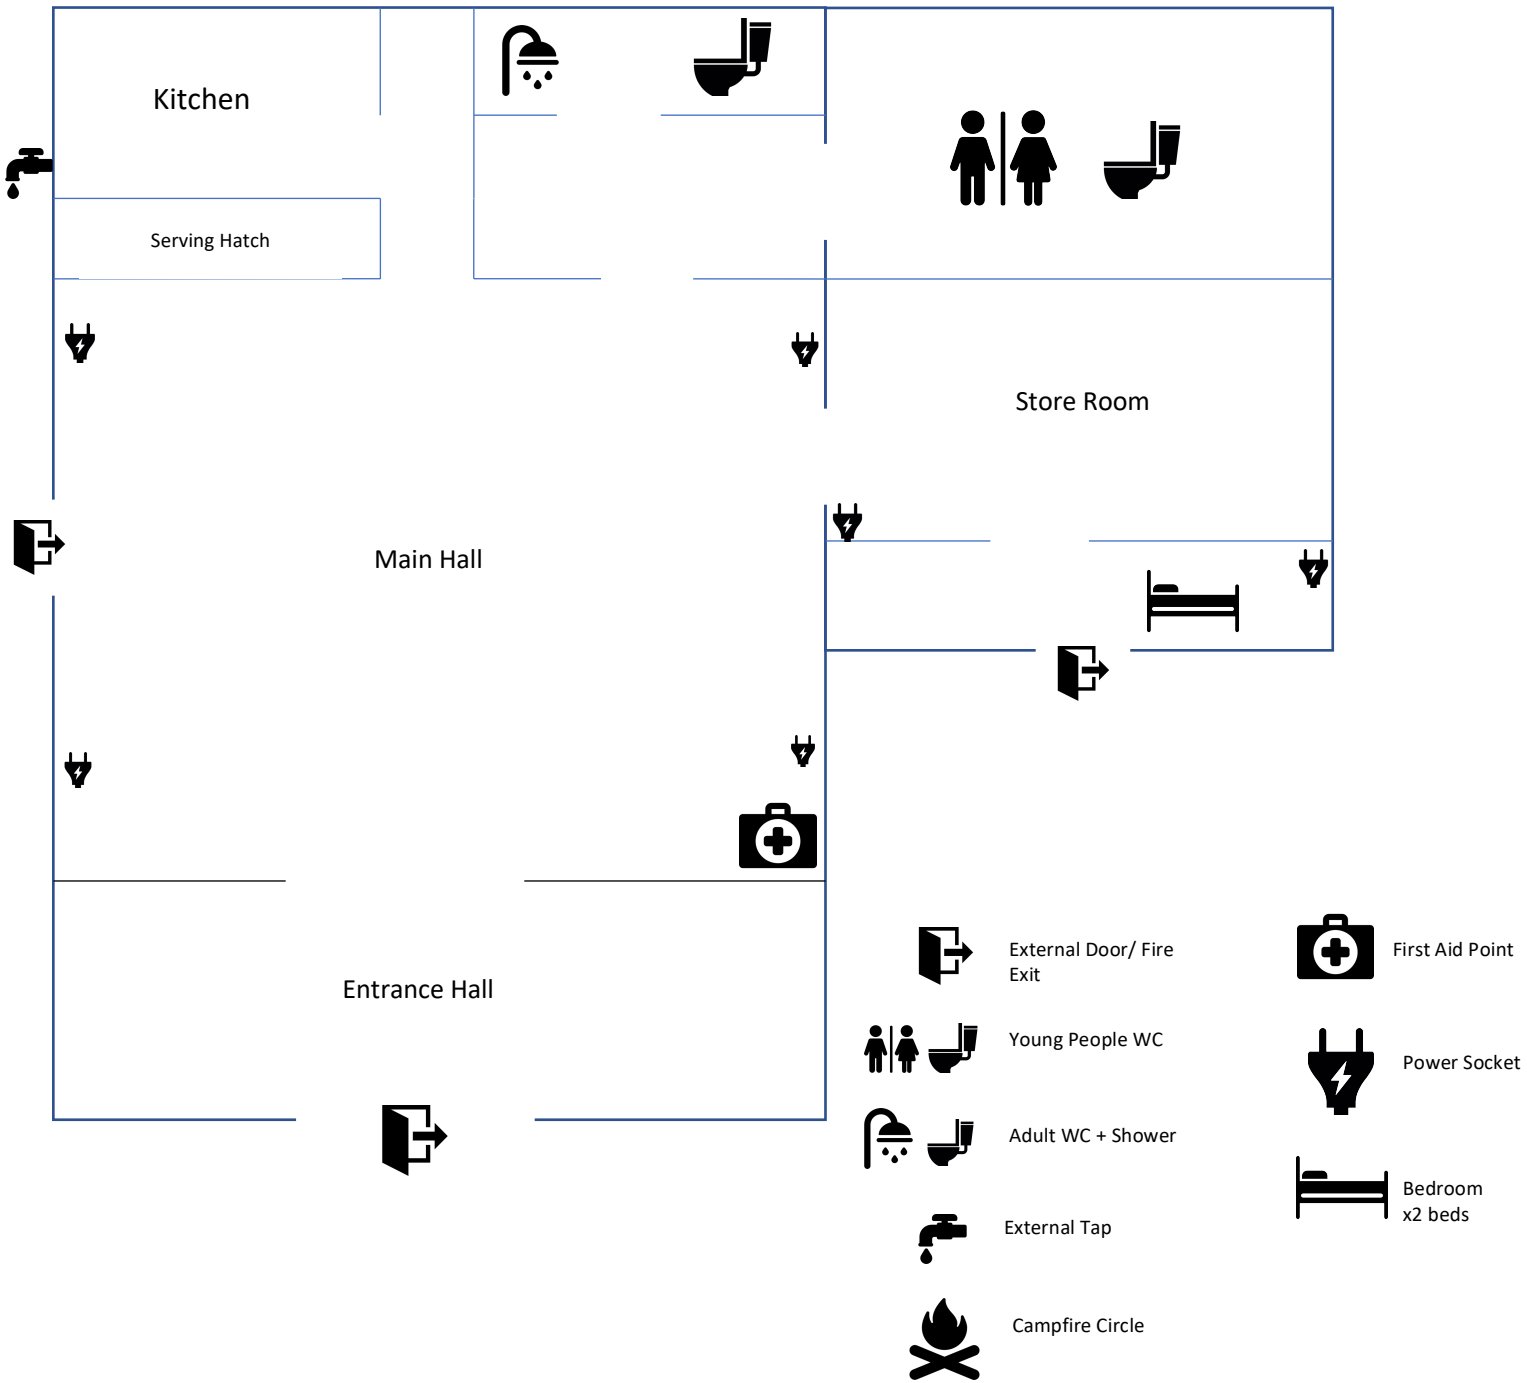 Kitchen
Serving Hatch
Store Room
Main Hall
Entrance Hall
External Door/ Fire
Exit
Young People WC
Adult WC + Shower
External Tap
Campfire Circle
First Aid Point
Power Socket
Bedroom
x2 beds